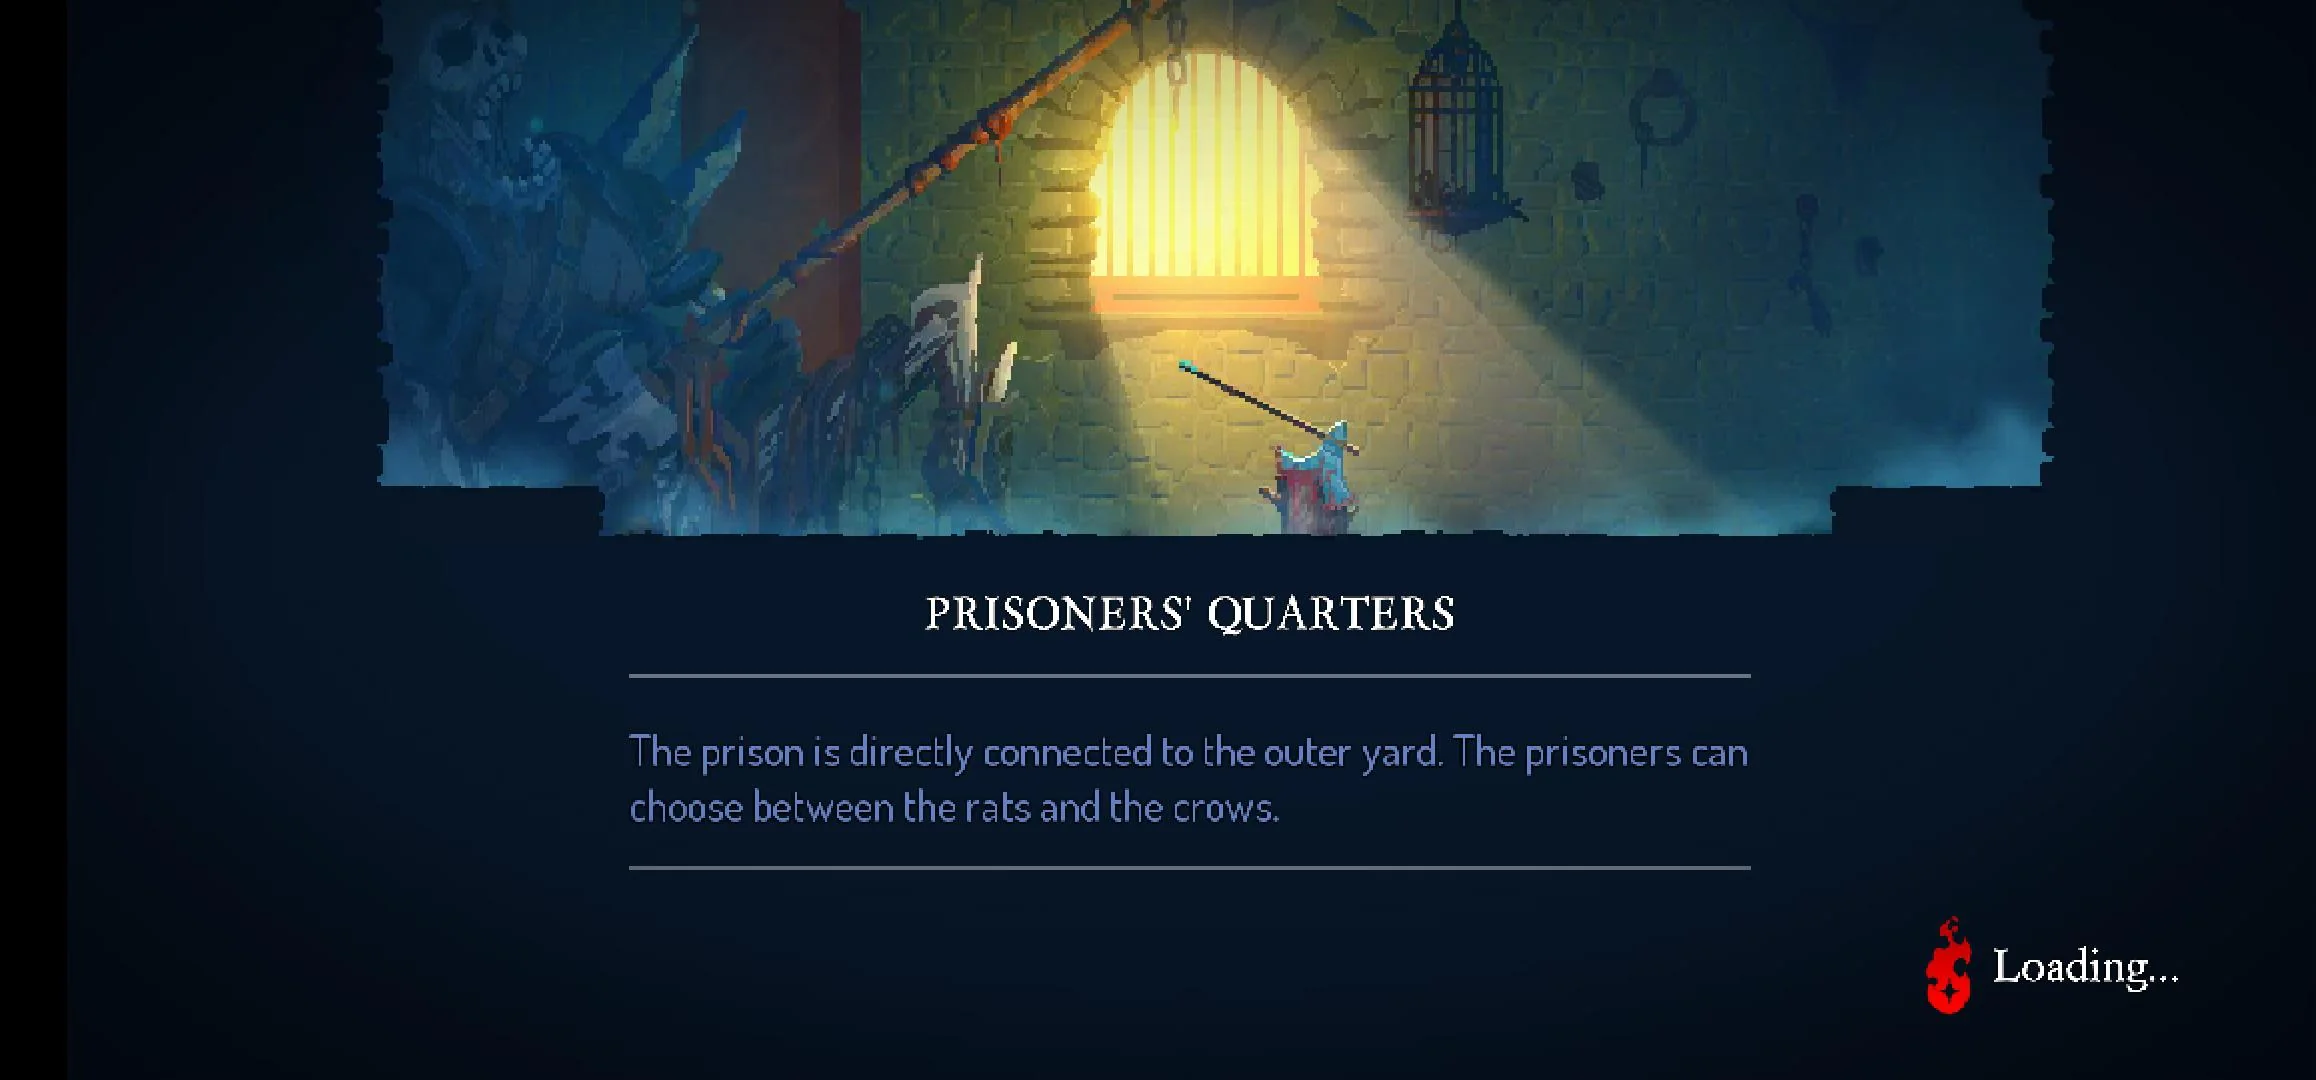 PRISONERS' QUARTERS
The prison is directly connected to the outer yard. The prisoners can
choose between the rats and the crows.
Loading...